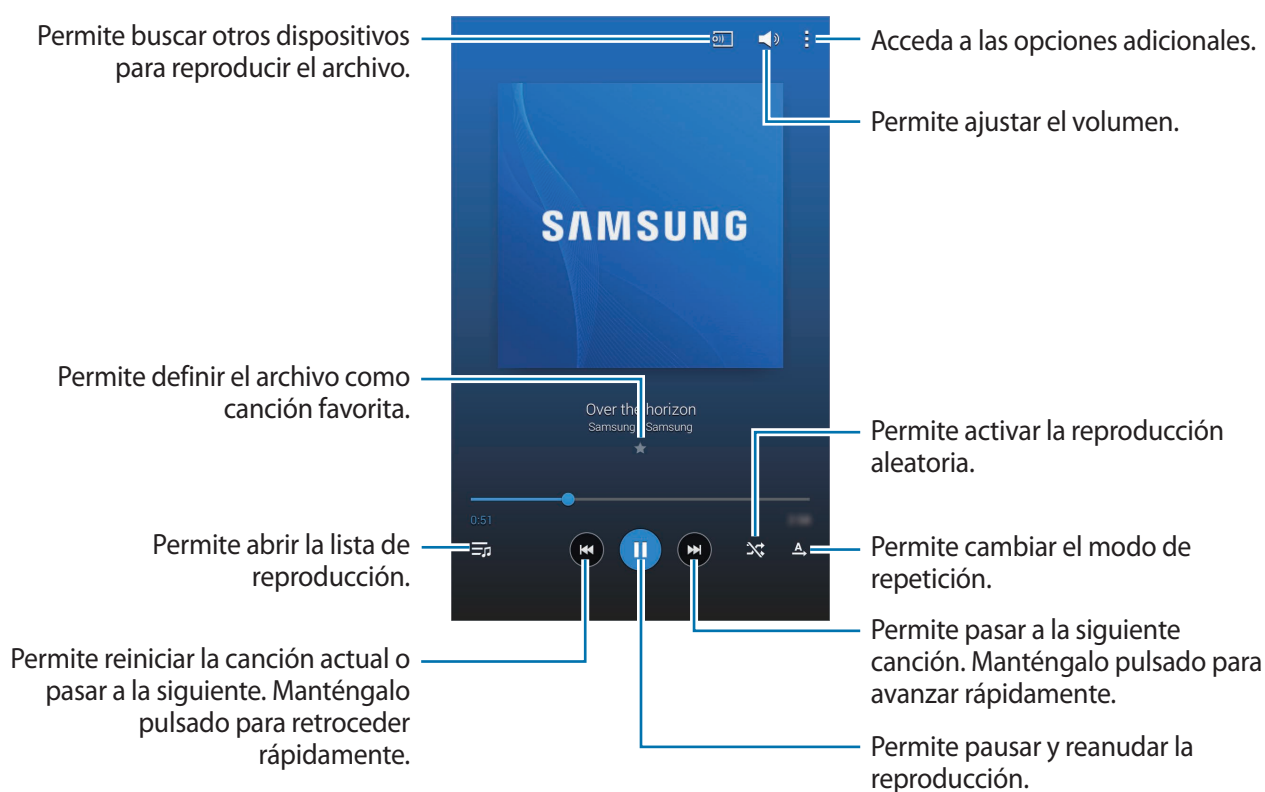 Permite buscar otros dispositivos
para reproducir el archivo.
Acceda a las opciones adicionales.
Permite ajustar el volumen.
SAMSUNG
Permite definir el archivo como
canción favorita.
Over the horizon
Samsung Samsung
Permite activar la reproducción
aleatoria.
0:51
Permite abrir la lista de
reproducción.
A
Permite cambiar el modo de
repetición.
Permite reiniciar la canción actual o
pasar a la siguiente. Manténgalo
pulsado para retroceder
rápidamente.
Permite pasar a la siguiente
canción. Manténgalo pulsado para
avanzar rápidamente.
Permite pausar y reanudar la
reproducción.